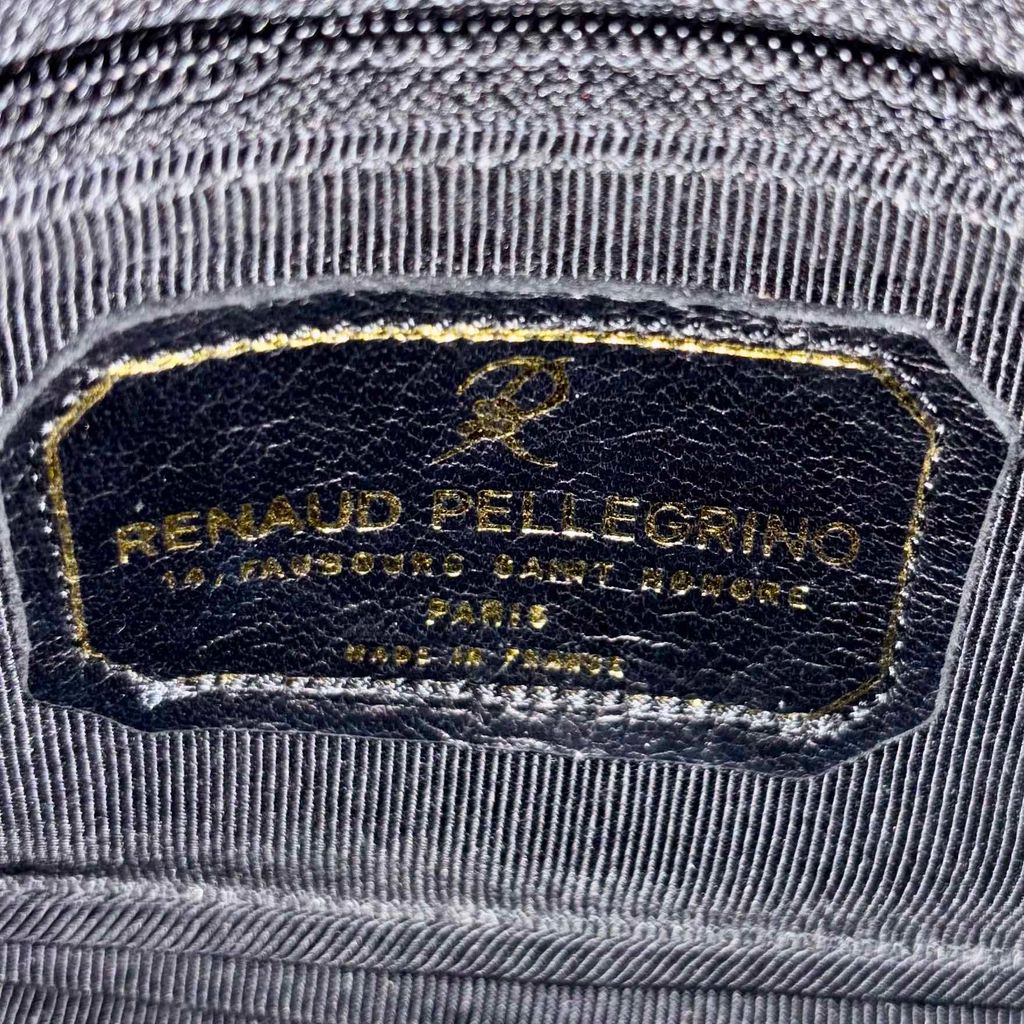 R
RENAUD PELLEGRINO
14, FAUBOURG SAINT HONORE
PARIS
MADE IN FRANCE